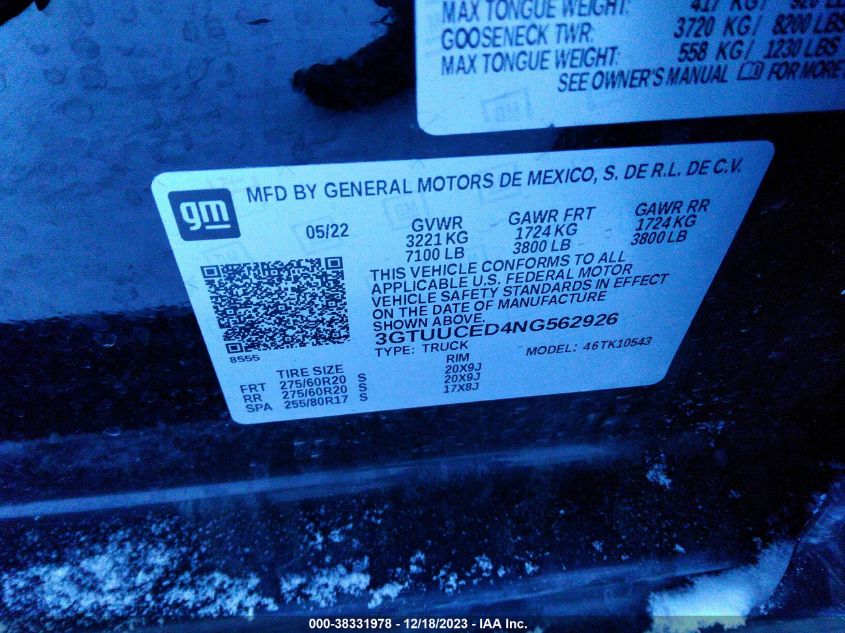 MAX TONGUE WEIGHT: 417 KG/ 920 LBS
GOOSENECK TWR: 3720 KG/ 8200 LBS
MAX TONGUE WEIGHT: 558 KG/ 1230 LBS
SEE OWNER'S MANUAL FOR MORE
gm
MFD BY GENERAL MOTORS DE MEXICO, S. DE R.L. DE C.V.
05/22 GVWR GAWR FRT GAWR RR
3221 KG 1724 KG 1724 KG
7100 LB 3800 LB 3800 LB
THIS VEHICLE CONFORMS TO ALL
APPLICABLE U.S. FEDERAL MOTOR
VEHICLE SAFETY STANDARDS IN EFFECT
ON THE DATE OF MANUFACTURE
SHOWN ABOVE.
3GTUUCED4NG562926
8555 TYPE: TRUCK MODEL: 46TK10543
TIRE SIZE RIM
FRT 275/60R20 S 20X9J
RR 275/60R20 S 20X9J
SPA 255/80R17 S 17X8J
000-38331978 - 12/18/2023 - IAA Inc.